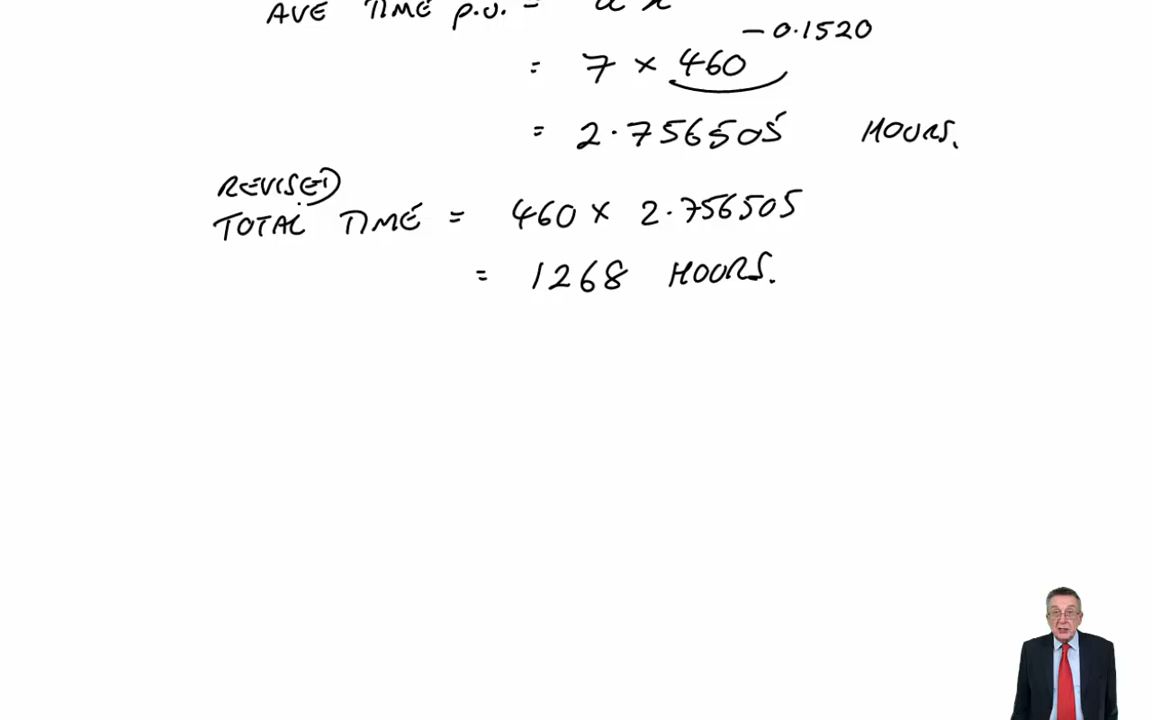 AVE TIME p.u. = a x
= 7 × 460 -0.1520
= 2.756505 HOURS.
REVISED
TOTAL TIME = 460 × 2.756505
= 1268 HOURS.